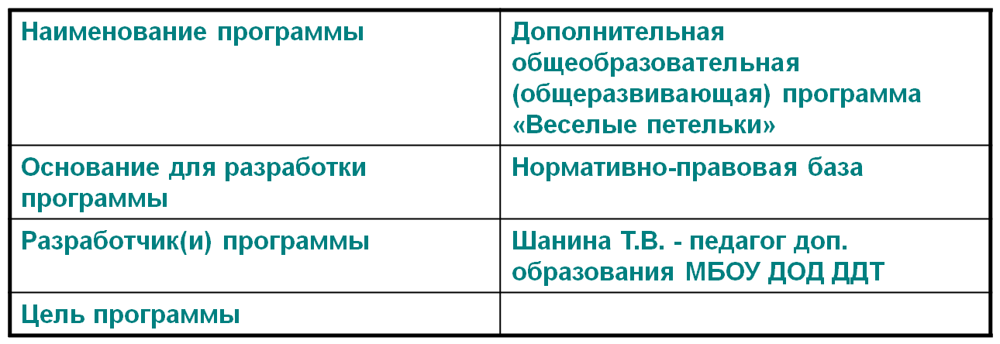 Наименование программы
Дополнительная
общеобразовательная
(общеразвивающая) программа
«Веселые петельки»
Основание для разработки
программы
Нормативно-правовая база
Разработчик(и) программы
Шанина Т.В. - педагог доп.
образования МБОУ ДОД ДДТ
Цель программы